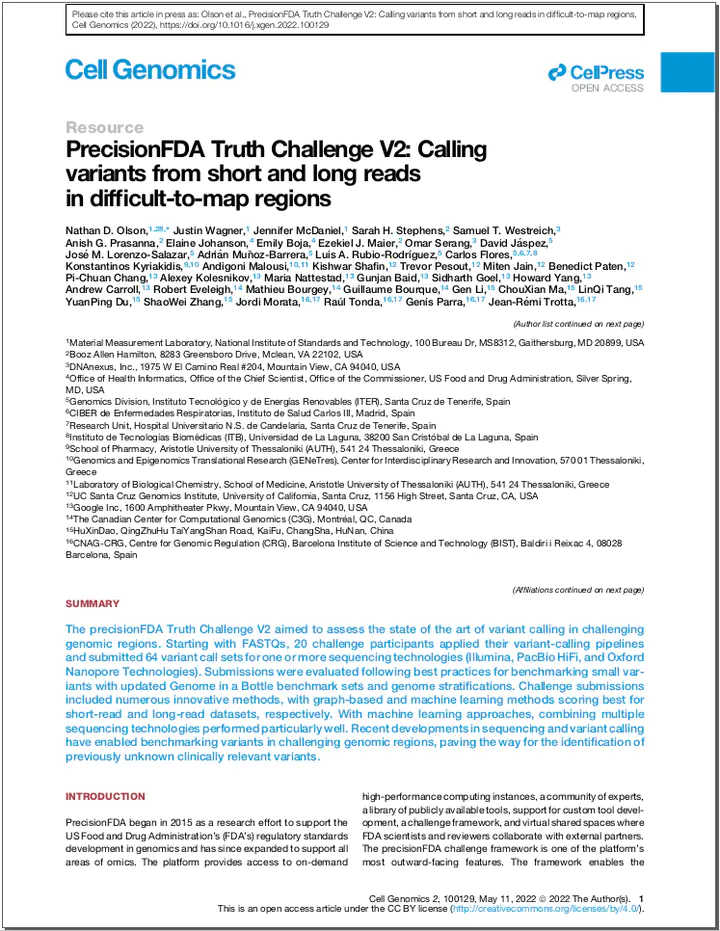 Please cite this article in press as: Olson et al., PrecisionFDA Truth Challenge V2: Calling variants from short and long reads in difficult-to-map regions,
Cell Genomics (2022), https://doi.org/10.1016/j.xgen.2022.100129
Cell Genomics
CellPress
OPEN ACCESS
Resource
PrecisionFDA Truth Challenge V2: Calling
variants from short and long reads
in difficult-to-map regions
Nathan D. Olson,1,28,* Justin Wagner,1 Jennifer McDaniel,1 Sarah H. Stephens,2 Samuel T. Westreich,3
Anish G. Prasanna,2 Elaine Johanson,4 Emily Boja,4 Ezekiel J. Maier,2 Omar Serang,3 David Jáspez,5
José M. Lorenzo-Salazar,5 Adrián Muñoz-Barrera,5 Luis A. Rubio-Rodríguez,5 Carlos Flores,5,6,7,8
Konstantinos Kyriakidis,9,10 Andigoni Malousi,10,11 Kishwar Shafin,12 Trevor Pesout,12 Miten Jain,12 Benedict Paten,12
Pi-Chuan Chang,13 Alexey Kolesnikov,13 Maria Nattestad,13 Gunjan Baid,13 Sidharth Goel,13 Howard Yang,13
Andrew Carroll,13 Robert Eveleigh,14 Mathieu Bourgey,14 Guillaume Bourque,14 Gen Li,15 ChouXian Ma,15 LinQi Tang,15
YuanPing Du,15 ShaoWei Zhang,15 Jordi Morata,16,17 Raúl Tonda,16,17 Genís Parra,16,17 Jean-Rémi Trotta,16,17
(Author list continued on next page)
1Material Measurement Laboratory, National Institute of Standards and Technology, 100 Bureau Dr, MS8312, Gaithersburg, MD 20899, USA
2Booz Allen Hamilton, 8283 Greensboro Drive, Mclean, VA 22102, USA
3DNAnexus, Inc., 1975 W El Camino Real #204, Mountain View, CA 94040, USA
4Office of Health Informatics, Office of the Chief Scientist, Office of the Commissioner, US Food and Drug Administration, Silver Spring,
MD, USA
5Genomics Division, Instituto Tecnológico y de Energías Renovables (ITER), Santa Cruz de Tenerife, Spain
6CIBER de Enfermedades Respiratorias, Instituto de Salud Carlos III, Madrid, Spain
7Research Unit, Hospital Universitario N.S. de Candelaria, Santa Cruz de Tenerife, Spain
8Instituto de Tecnologías Biomédicas (ITB), Universidad de La Laguna, 38200 San Cristóbal de La Laguna, Spain
9School of Pharmacy, Aristotle University of Thessaloniki (AUTH), 541 24 Thessaloniki, Greece
10Genomics and Epigenomics Translational Research (GENeTres), Center for Interdisciplinary Research and Innovation, 570 01 Thessaloniki,
Greece
11Laboratory of Biological Chemistry, School of Medicine, Aristotle University of Thessaloniki (AUTH), 541 24 Thessaloniki, Greece
12UC Santa Cruz Genomics Institute, University of California, Santa Cruz, 1156 High Street, Santa Cruz, CA, USA
13Google Inc, 1600 Amphitheater Pkwy, Mountain View, CA 94040, USA
14The Canadian Center for Computational Genomics (C3G), Montréal, QC, Canada
15HuXinDao, QingZhuHu TaiYangShan Road, KaiFu, ChangSha, HuNan, China
16CNAG-CRG, Centre for Genomic Regulation (CRG), Barcelona Institute of Science and Technology (BIST), Baldiri i Reixac 4, 08028
Barcelona, Spain
(Affiliations continued on next page)
SUMMARY
The precisionFDA Truth Challenge V2 aimed to assess the state of the art of variant calling in challenging
genomic regions. Starting with FASTQs, 20 challenge participants applied their variant-calling pipelines
and submitted 64 variant call sets for one or more sequencing technologies (Illumina, PacBio HiFi, and Oxford
Nanopore Technologies). Submissions were evaluated following best practices for benchmarking small var-
iants with updated Genome in a Bottle benchmark sets and genome stratifications. Challenge submissions
included numerous innovative methods, with graph-based and machine learning methods scoring best for
short-read and long-read datasets, respectively. With machine learning approaches, combining multiple
sequencing technologies performed particularly well. Recent developments in sequencing and variant calling
have enabled benchmarking variants in challenging genomic regions, paving the way for the identification of
previously unknown clinically relevant variants.
INTRODUCTION
PrecisionFDA began in 2015 as a research effort to support the
US Food and Drug Administration's (FDA's) regulatory standards
development in genomics and has since expanded to support all
areas of omics. The platform provides access to on-demand
high-performance computing instances, a community of experts,
a library of publicly available tools, support for custom tool devel-
opment, a challenge framework, and virtual shared spaces where
FDA scientists and reviewers collaborate with external partners.
The precisionFDA challenge framework is one of the platform's
most outward-facing features. The framework enables the
Cell Genomics 2, 100129, May 11, 2022 © 2022 The Author(s). 1
This is an open access article under the CC BY license (http://creativecommons.org/licenses/by/4.0/).